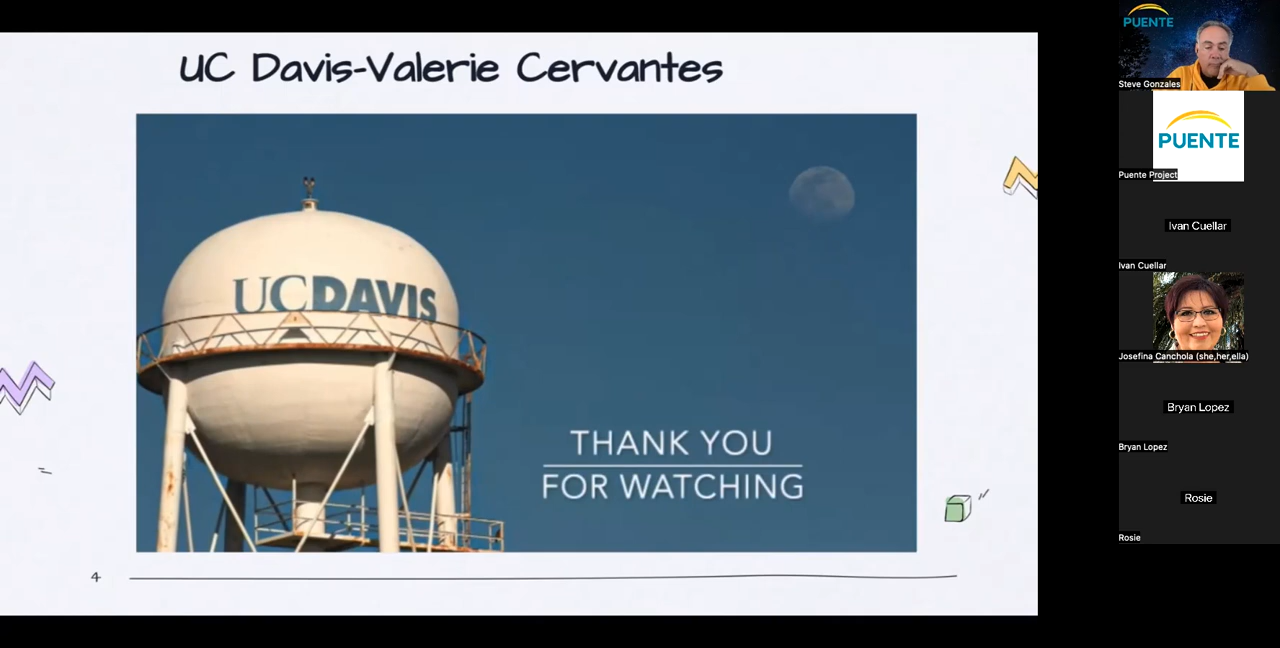 UC Davis-Valerie Cervantes
UCDAVIS
THANK YOU
FOR WATCHING
4
PUENTE
Steve Gonzales
PUENTE
Puente Project
Ivan Cuellar
Ivan Cuellar
Josefina Canchola (she,her,ella)
Bryan Lopez
Bryan Lopez
Rosie
Rosie